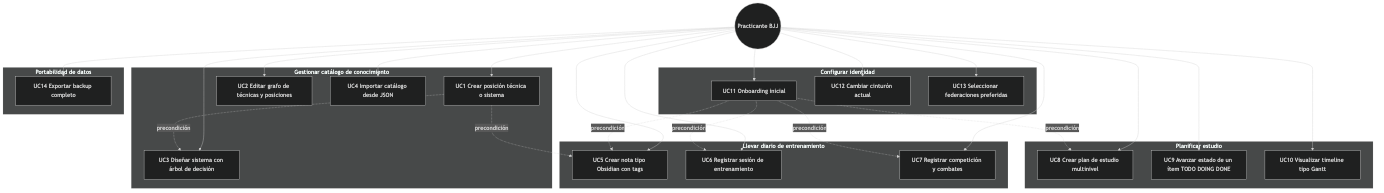 Practicante BJJ
Portabilidad de datos
UC14 Exportar backup
completo
Gestionar catálogo de conocimiento
UC2 Editar grafo de
técnicas y posiciones
UC4 Importar catálogo
desde JSON
UC1 Crear posición técnica
o sistema
Configurar identidad
UC11 Onboarding inicial
UC12 Cambiar cinturón
actual
UC13 Seleccionar
federaciones preferidas
precondición
precondición
precondición
precondición
precondición
precondición
UC3 Diseñar sistema con
árbol de decisión
Llevar diario de entrenamiento
UC5 Crear nota tipo
Obsidian con tags
UC6 Registrar sesión de
entrenamiento
UC7 Registrar competición
y combates
Planificar estudio
UC8 Crear plan de estudio
multinivel
UC9 Avanzar estado de un
ítem TODO DOING DONE
UC10 Visualizar timeline
tipo Gantt